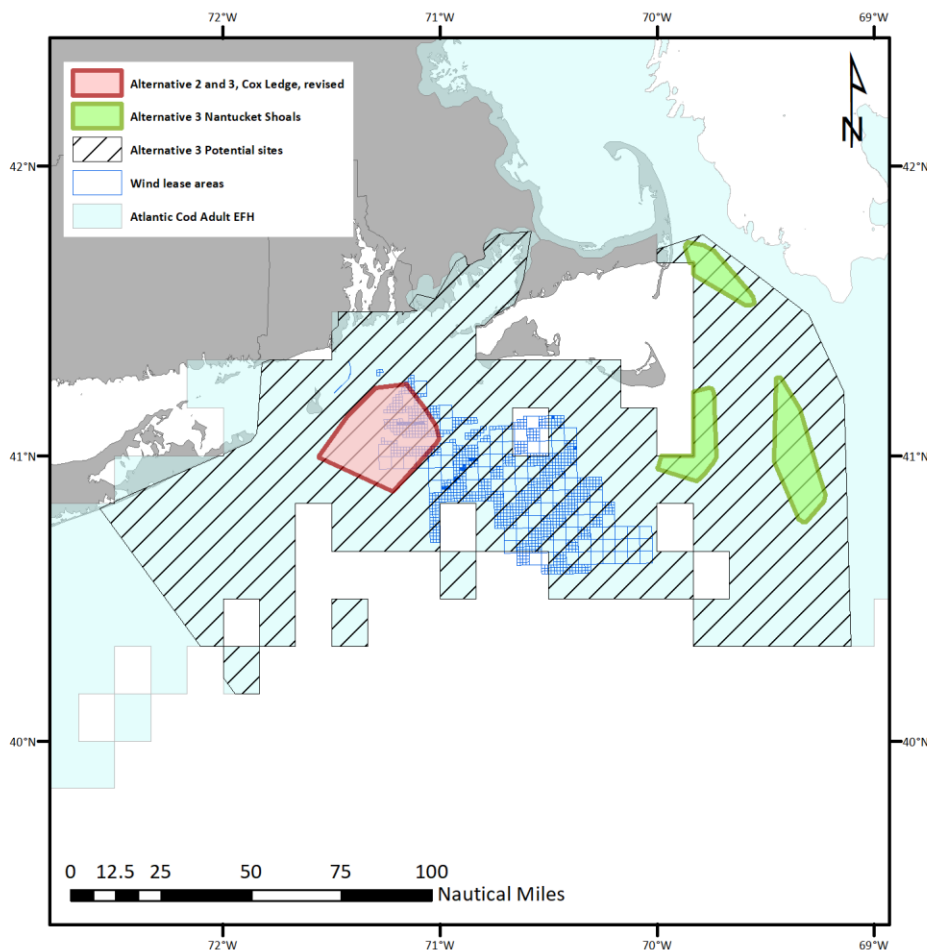 72°W 71°W 70°W 69°W
Alternative 2 and 3, Cox Ledge, revised
Alternative 3 Nantucket Shoals
Alternative 3 Potential sites
Wind lease areas
Atlantic Cod Adult EFH
N
42°N 42°N
41°N 41°N
40°N 40°N
0 12.5 25 50 75 100
Nautical Miles
72°W 71°W 70°W 69°W